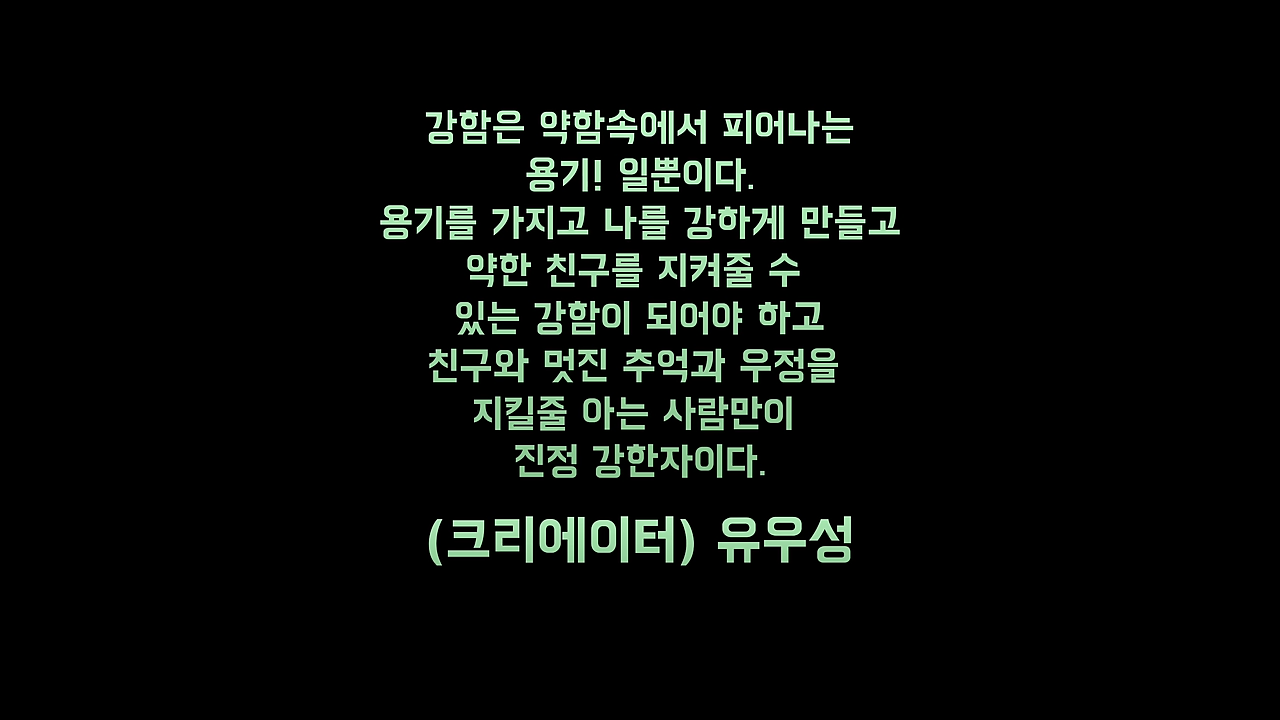 강함은 약함속에서 피어나는
용기! 일뿐이다.
용기를 가지고 나를 강하게 만들고
약한 친구를 지켜줄 수
있는 강함이 되어야 하고
친구와 멋진 추억과 우정을
지킬줄 아는 사람만이
진정 강한자이다.
(크리에이터) 유우성